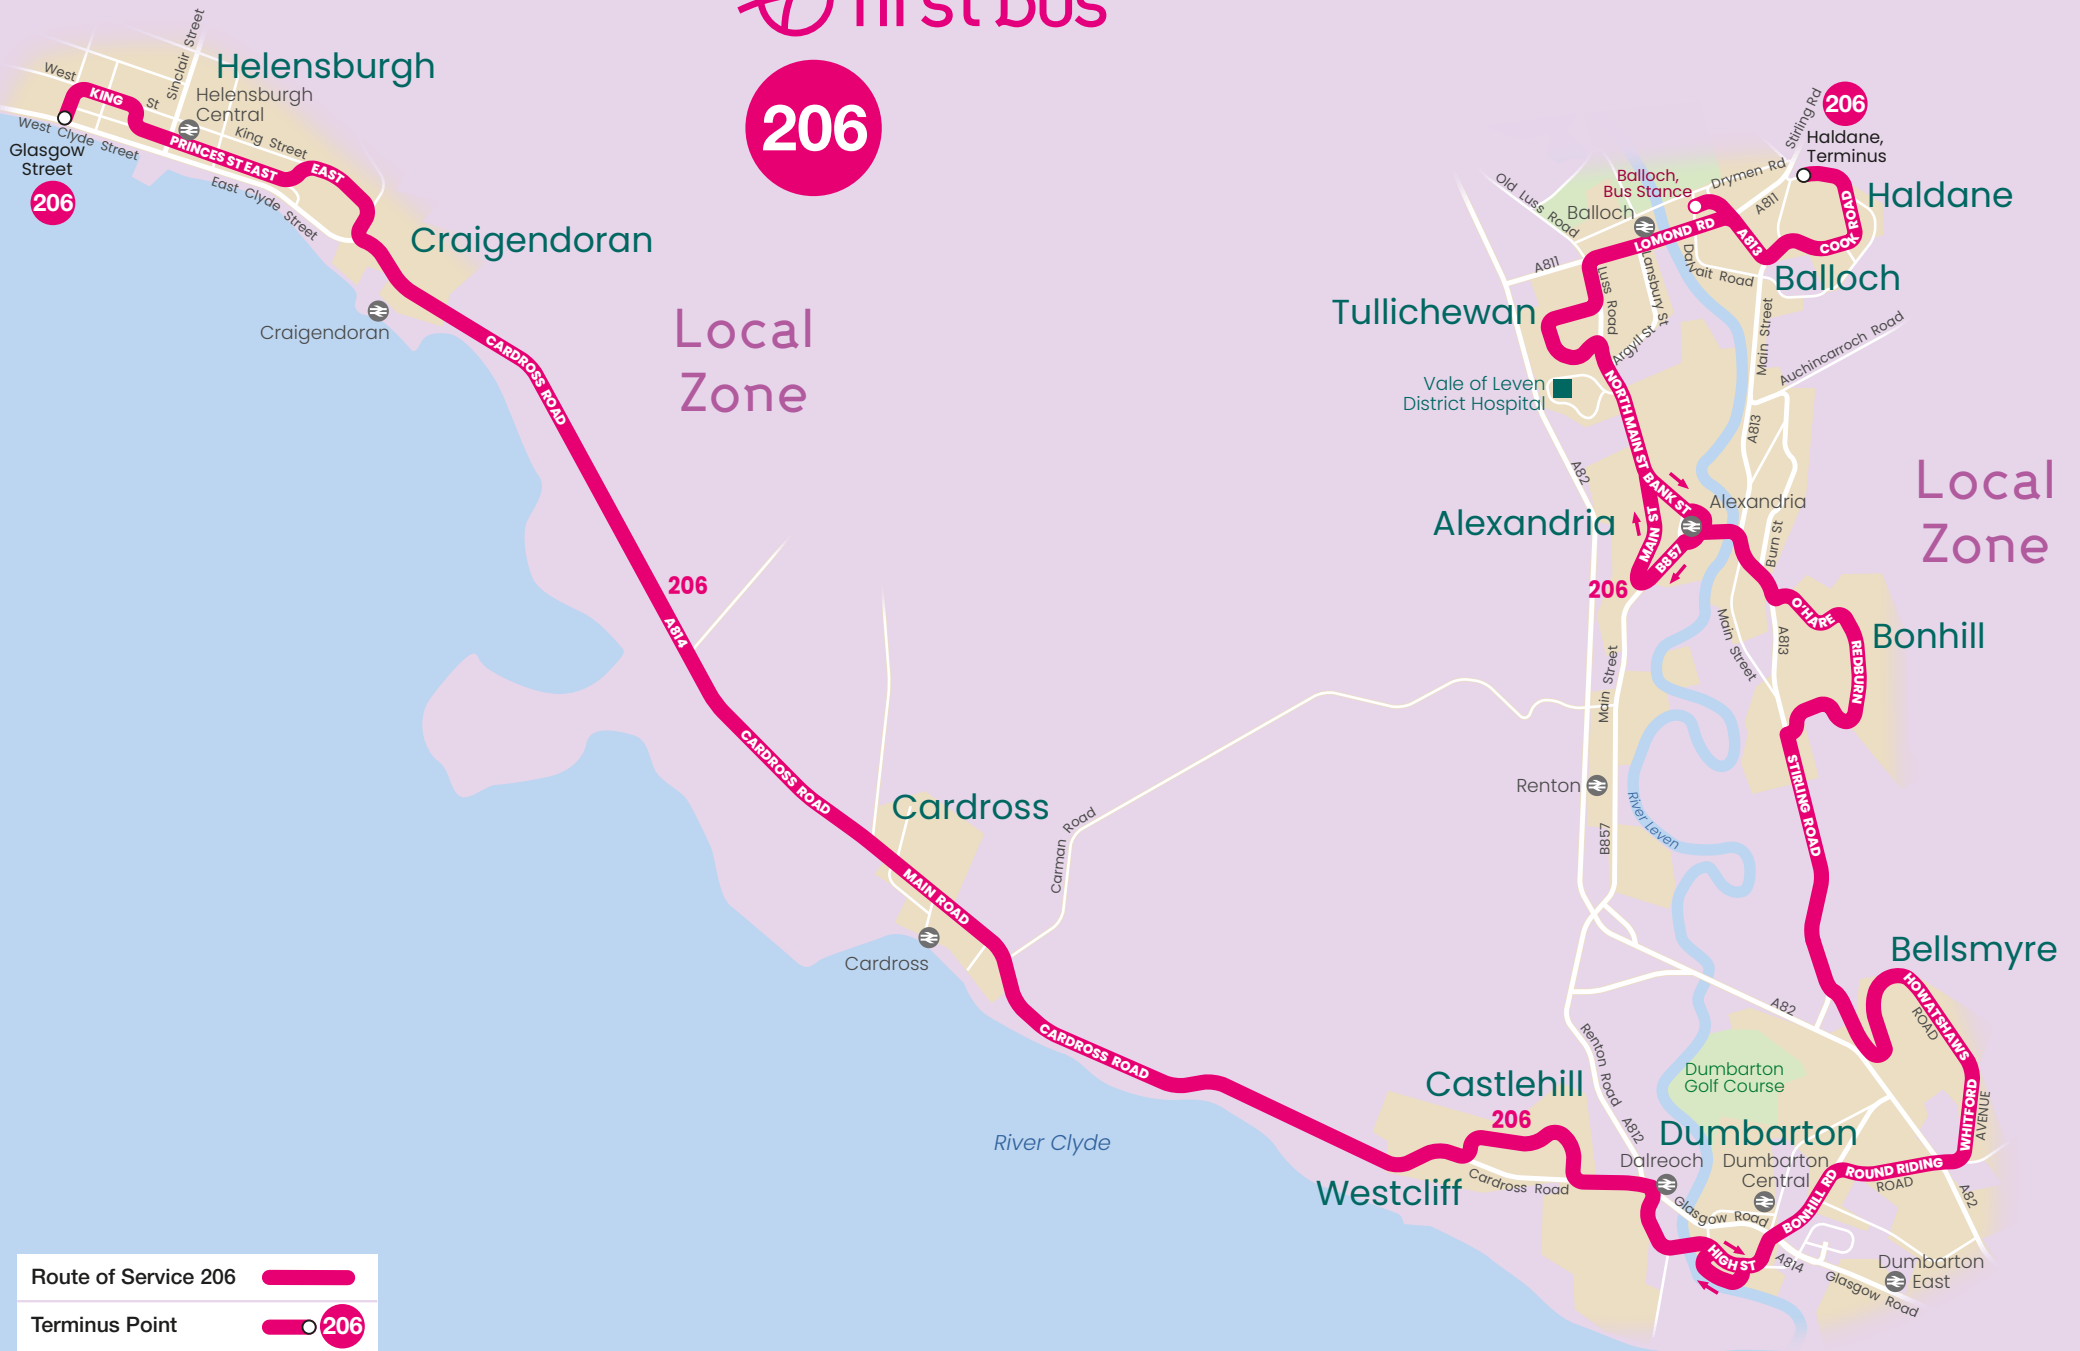 first bus
206
Helensburgh
Helensburgh
Central
Sinclair Street
West
KING
St
King Street
West Clyde Street
PRINCES ST EAST
EAST
East Clyde Street
Glasgow
Street
206
Craigendoran
Craigendoran
Local
Zone
CARDROSS ROAD
206
A814
CARDROSS ROAD
Cardross
MAIN ROAD
Cardross
Carman Road
CARDROSS ROAD
River Clyde
Stirling Rd
206
Haldane,
Terminus
Haldane
Balloch,
Bus Stance
Drymen Rd
A811
Old Luss Road
Balloch
LOMOND RD
A813
COOK ROAD
Balloch
A811
Dalvait Road
Lansbury St
Luss Road
Tullichewan
Argyll St
Main Street
Auchincarroch Road
Vale of Leven
District Hospital
NORTH MAIN ST
A813
A82
BANK ST
Alexandria
Alexandria
MAIN ST
B857
206
Burn St
Local
Zone
O'HARE
Bonhill
REDBURN
A813
Main Street
Main Street
STIRLING ROAD
Renton
River Leven
B857
Bellsmyre
HOWATSHAWS
ROAD
A82
Renton Road
A812
Dumbarton
Golf Course
WHITFORD
AVENUE
Castlehill
206
Dumbarton
Dalreoch
Dumbarton
Central
Westcliff
Cardross Road
ROUND RIDING
ROAD
BONHILL RD
Glasgow Road
A82
HIGH ST
A814
Glasgow Road
Dumbarton
East
Route of Service 206
Terminus Point
206